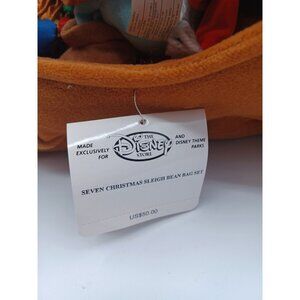 MADE EXCLUSIVELY FOR
THE
DISNEY
STORE
AND DISNEY THEME PARKS
SEVEN CHRISTMAS SLEIGH BEAN BAG SET
US$50.00